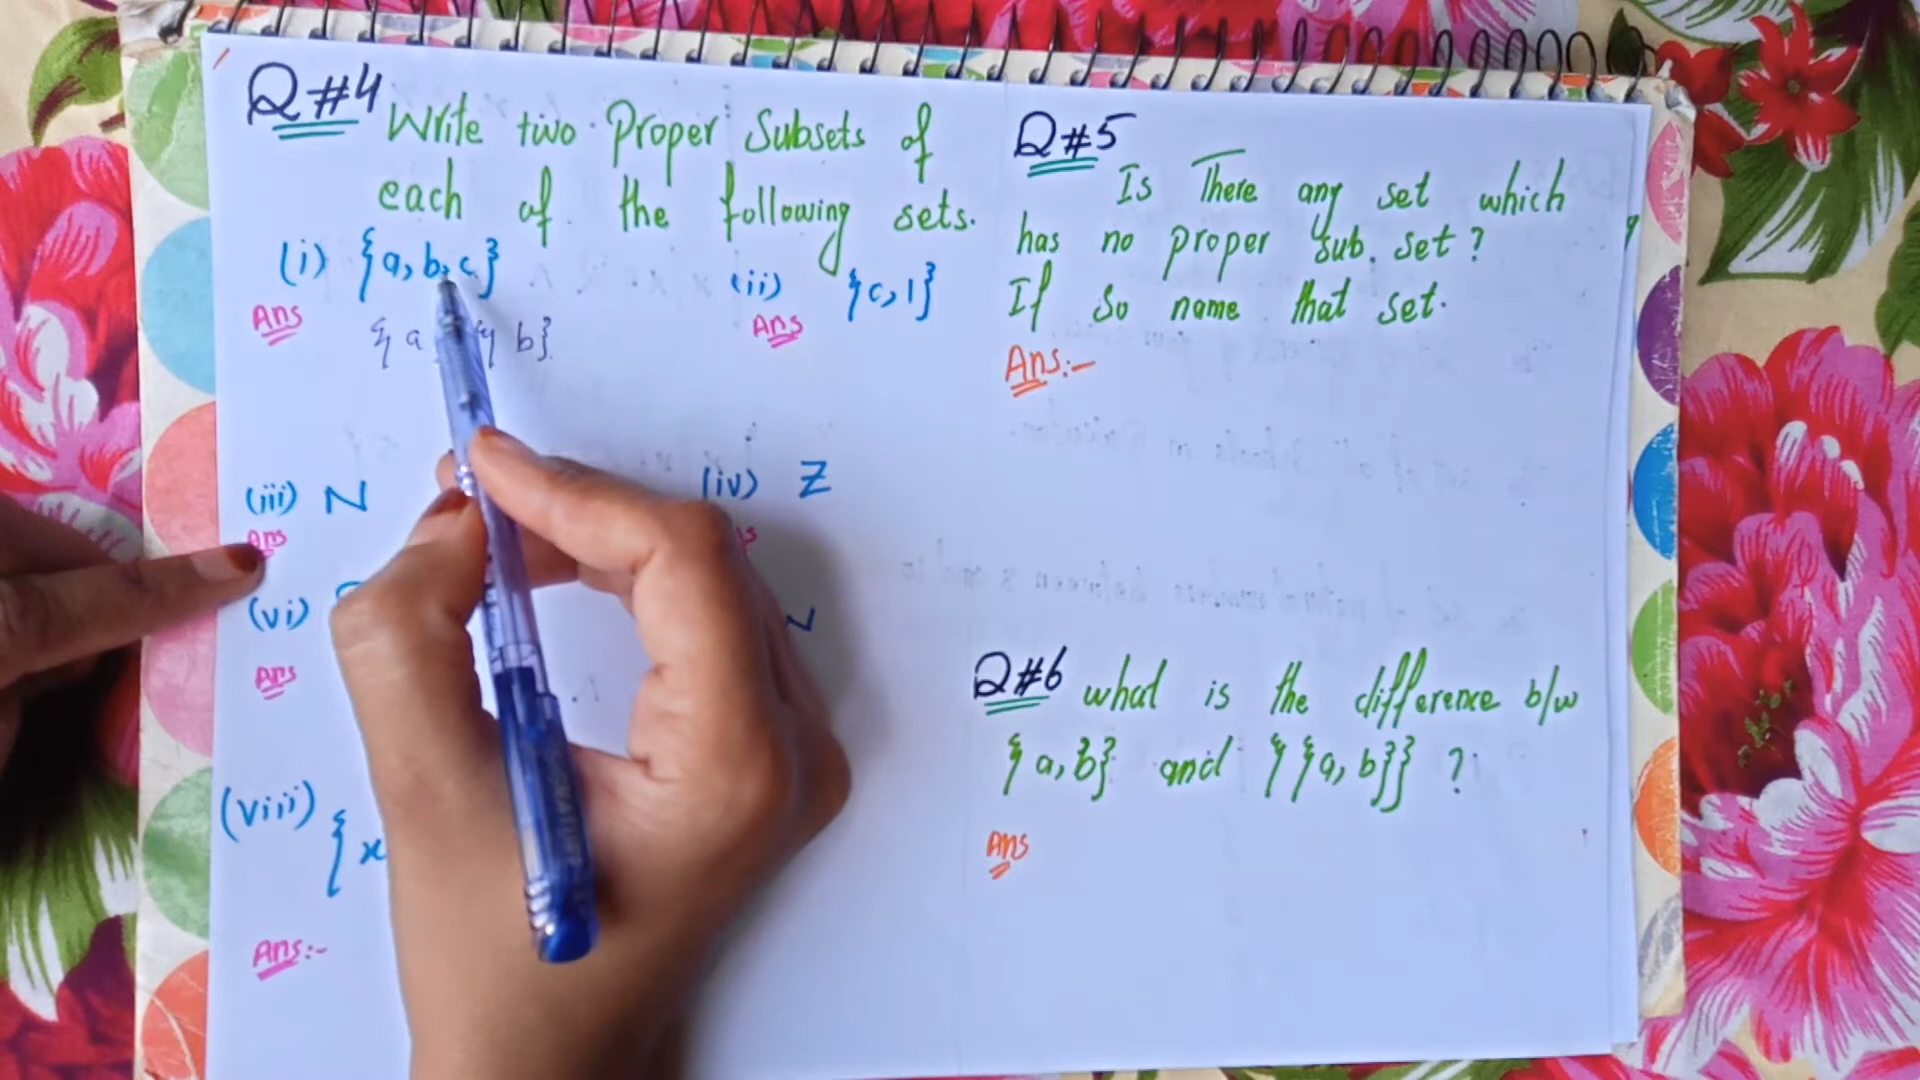 Q#4
Write two Proper Subsets of
each of the following sets.
(i) {a, b, c}
(ii) {c, 1}
Ans
{a {b}
Ans
(iii) N
(iv) Z
Ans
(vi)
Ans
(viii)
{x
Ans:-
Q#5
Is There any set which
has no proper sub. set?
If so name that set.
Ans:-
Q#6 what is the difference b/w
{a, b} and {{a, b}} ?
Ans